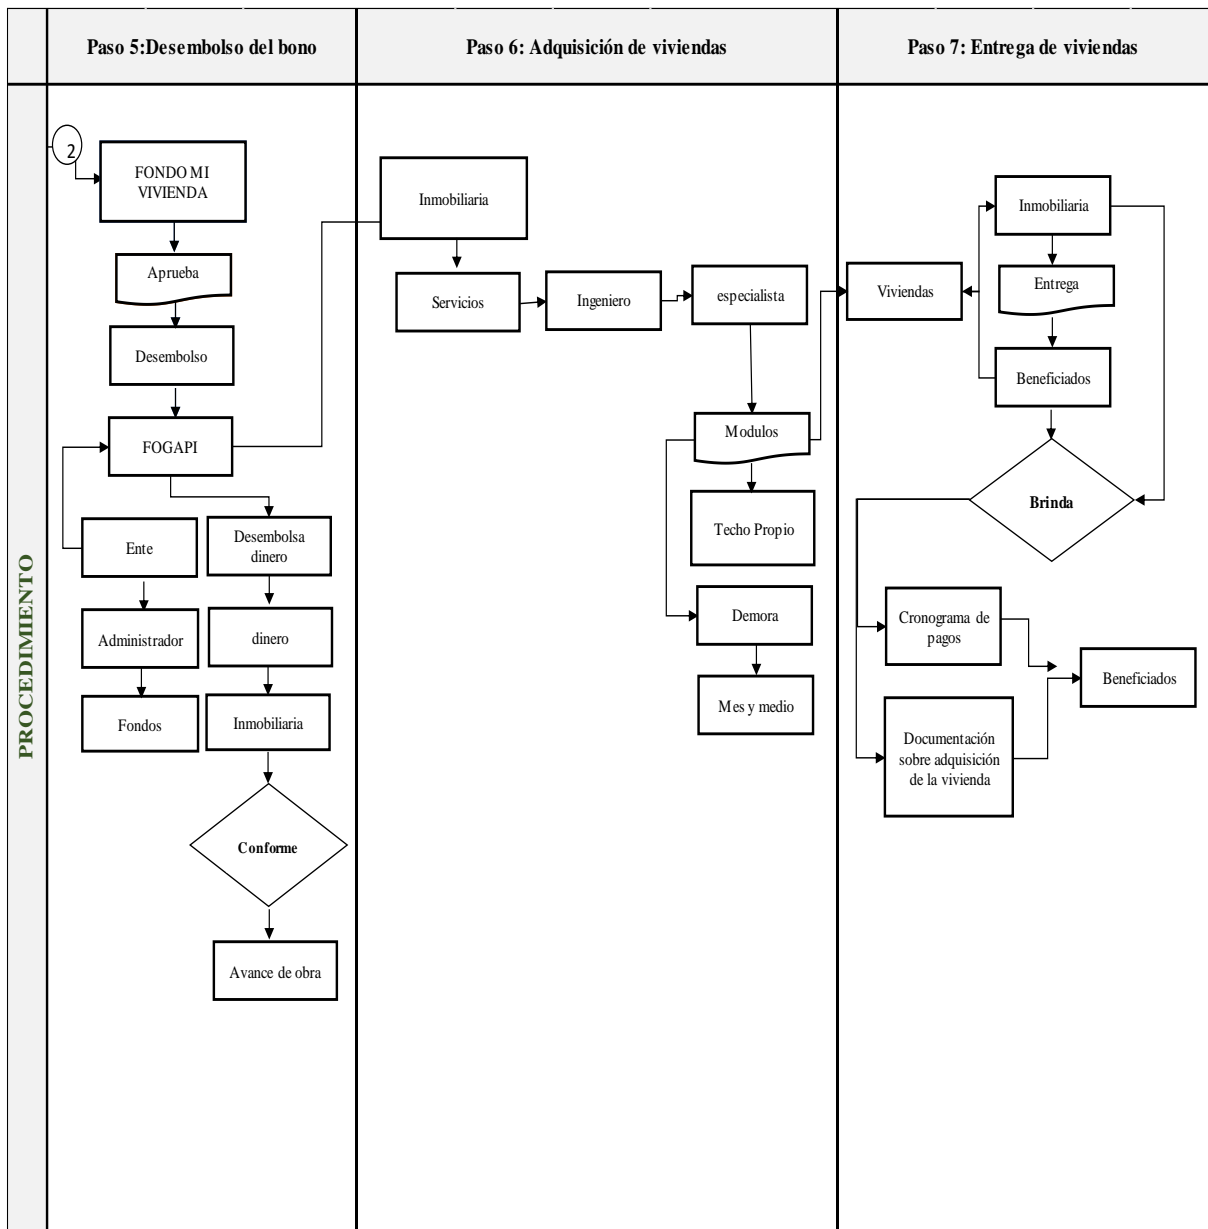 Paso 5:Desembolso del bono
Paso 6: Adquisición de viviendas
Paso 7: Entrega de viviendas
PROCEDIMIENTO
2
FONDO MI
VIVIENDA
Aprueba
Desembolso
FOGAPI
Ente
Desembolsa
dinero
Administrador
dinero
Fondos
Inmobiliaria
Conforme
Avance de obra
Inmobiliaria
Servicios
Ingeniero
especialista
Modulos
Techo Propio
Demora
Mes y medio
Viviendas
Inmobiliaria
Entrega
Beneficiados
Brinda
Cronograma de
pagos
Beneficiados
Documentación
sobre adquisición
de la vivienda